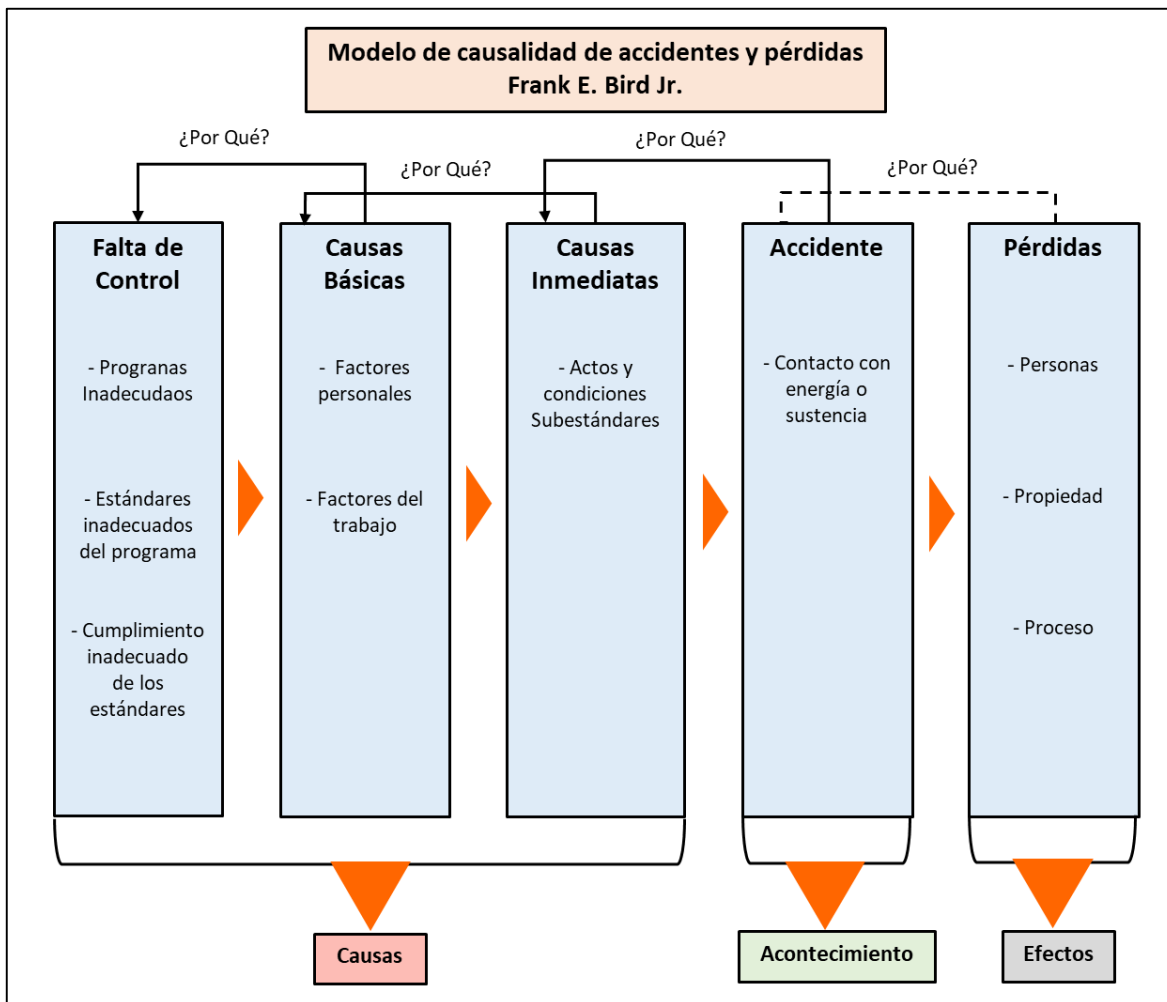 Modelo de causalidad de accidentes y pérdidas
Frank E. Bird Jr.
¿Por Qué?
¿Por Qué?
¿Por Qué?
¿Por Qué?
Falta de
Control
- Programas
Inadecudaos
- Estándares
inadecuados
del programa
- Cumplimiento
inadecuado
de los
estándares
Causas
Básicas
- Factores
personales
- Factores del
trabajo
Causas
Inmediatas
- Actos y
condiciones
Subestándares
Accidente
- Contacto con
energía o
sustencia
Pérdidas
- Personas
- Propiedad
- Proceso
Causas
Acontecimiento
Efectos